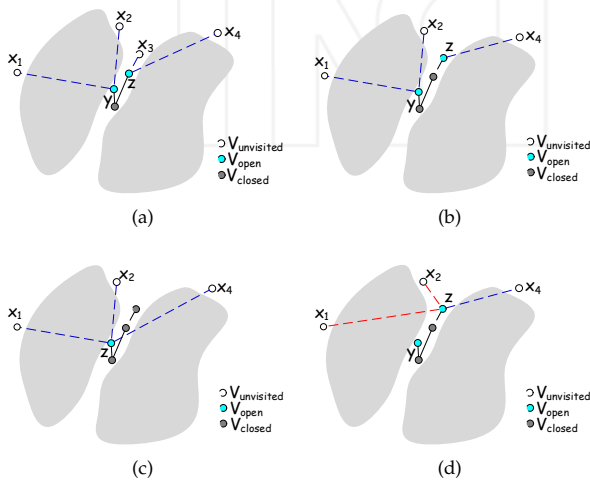 x1
x2
x3
x4
y
z
Vunvisited
Vopen
Vclosed
(a)
x1
x2
z
x4
y
Vunvisited
Vopen
Vclosed
(b)
x1
x2
x4
z
Vunvisited
Vopen
Vclosed
(c)
x1
x2
z
x4
y
Vunvisited
Vopen
Vclosed
(d)